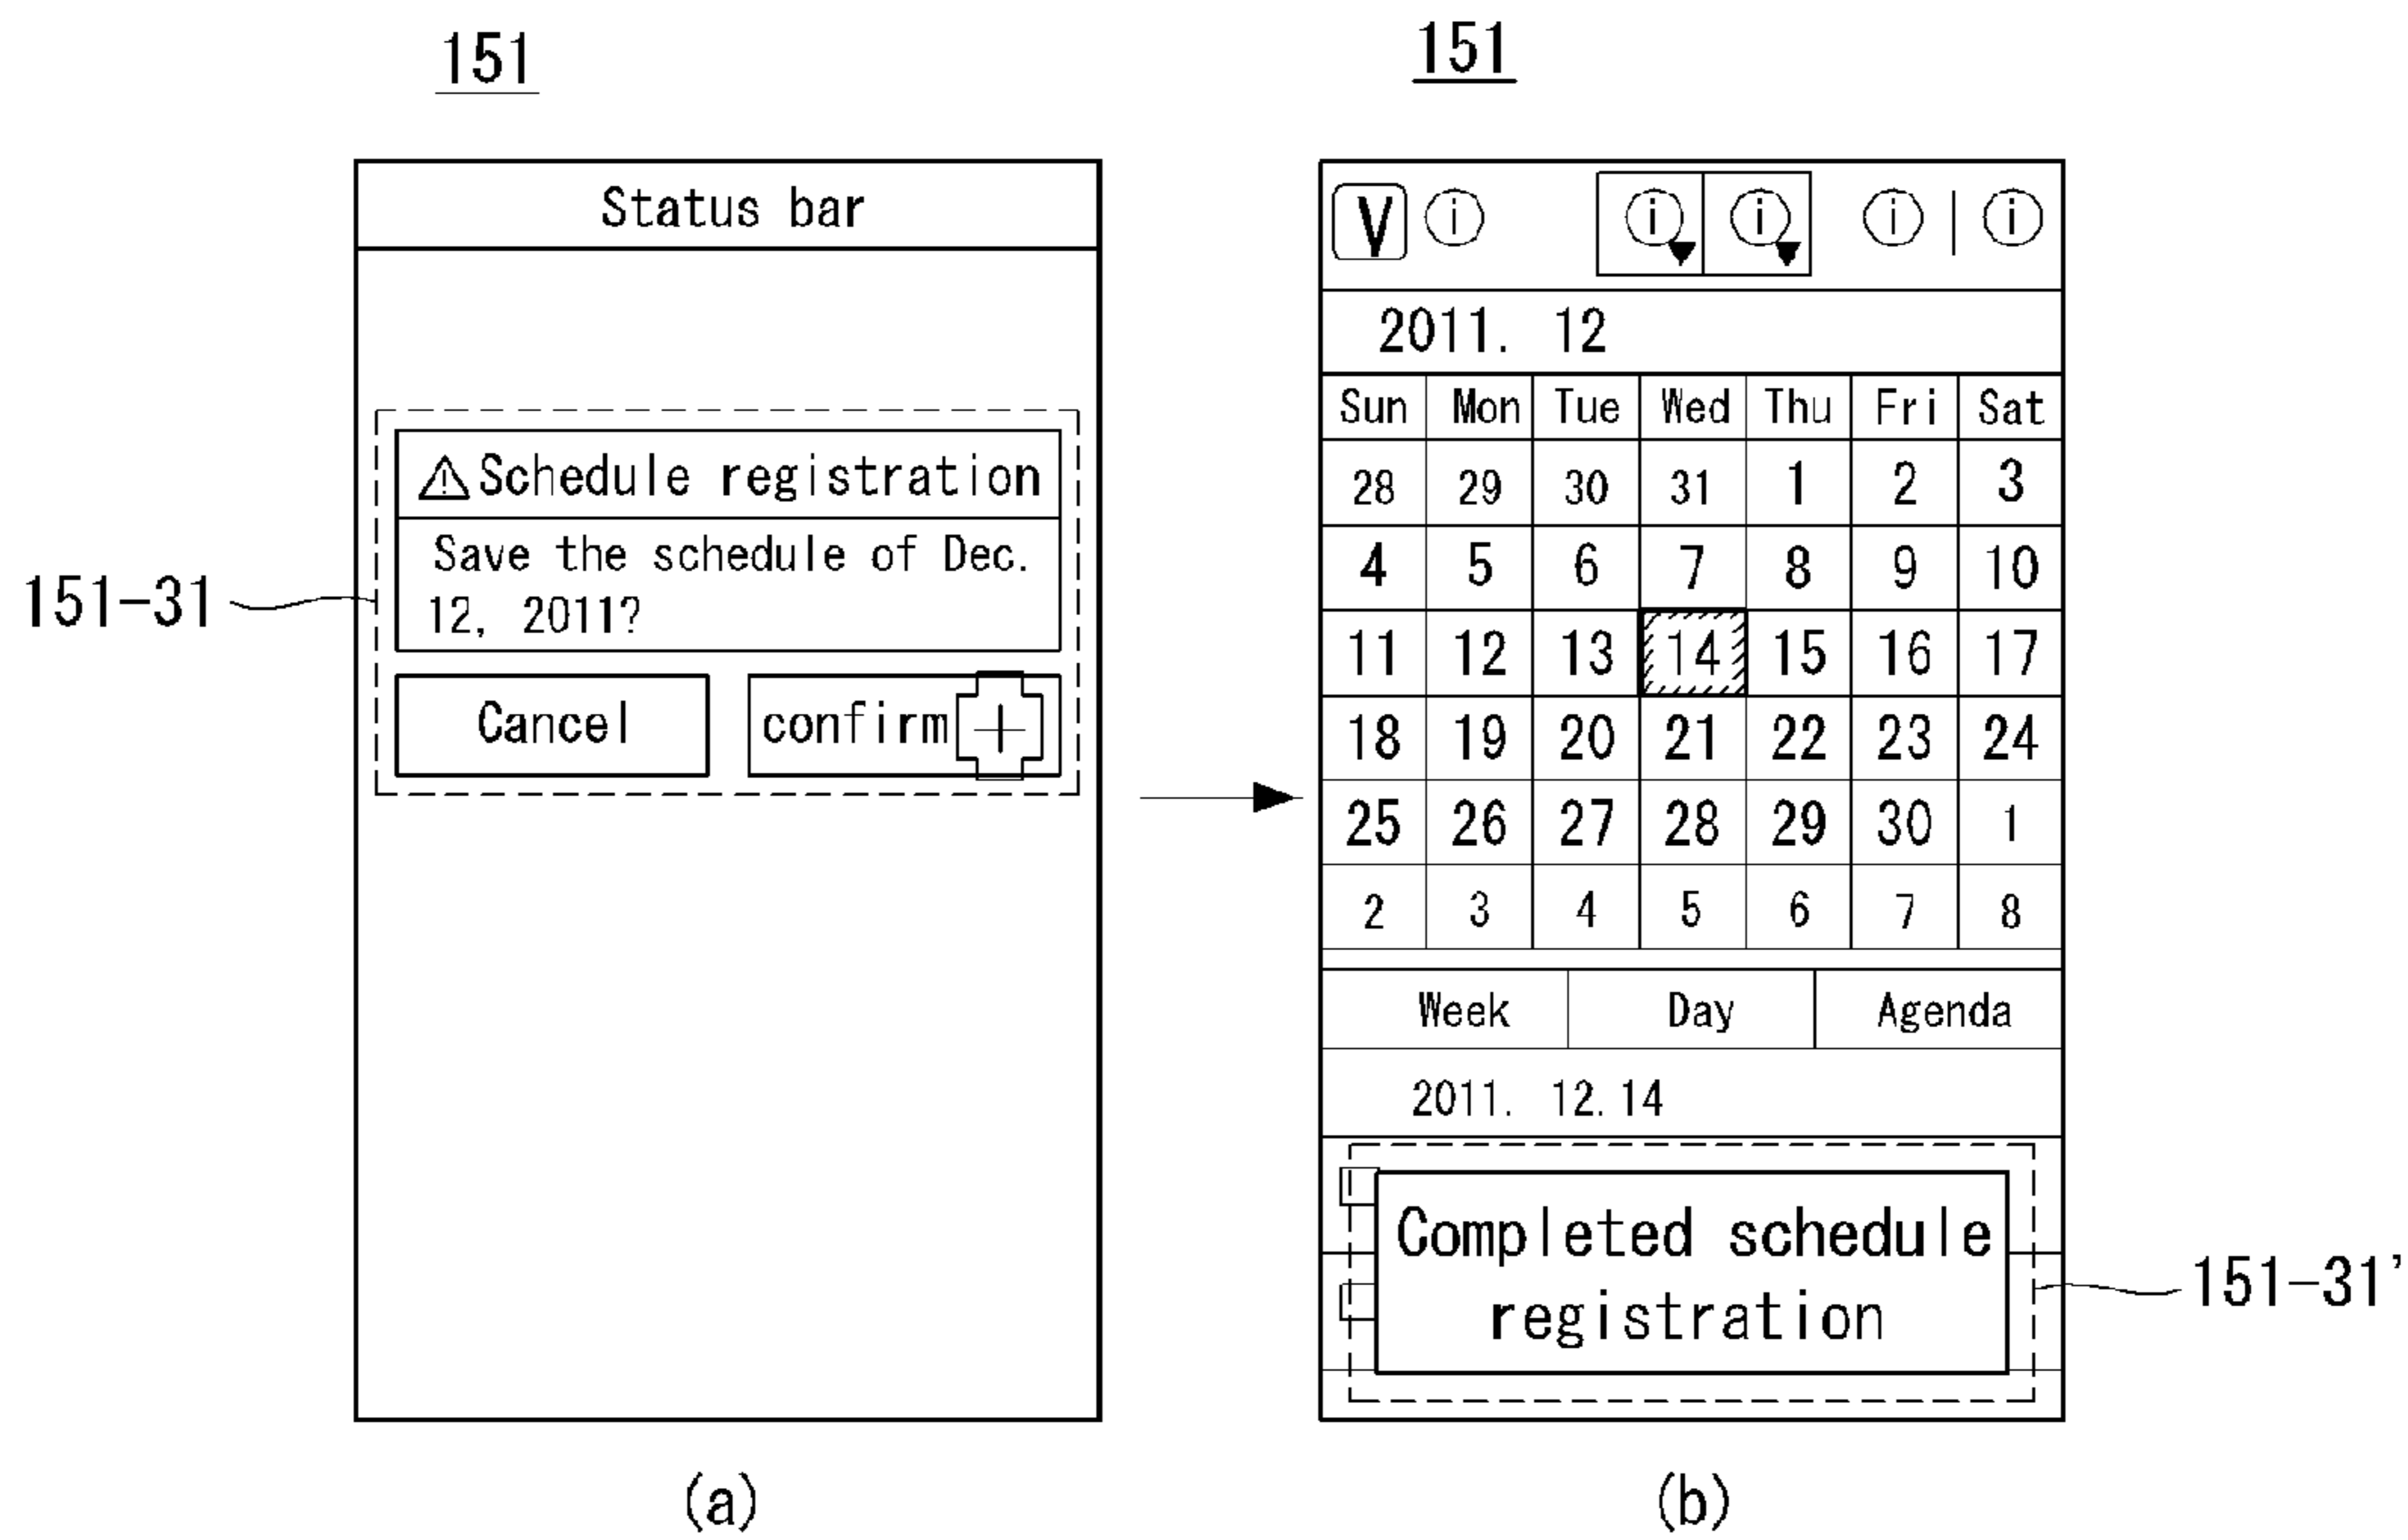 151
Status bar
⚠Schedule registration
Save the schedule of Dec.
12, 2011?
Cancel
confirm
151-31
(a)
151
V i i i i i
2011. 12
Sun Mon Tue Wed Thu Fri Sat
28 29 30 31 1 2 3
4 5 6 7 8 9 10
11 12 13 14 15 16 17
18 19 20 21 22 23 24
25 26 27 28 29 30 1
2 3 4 5 6 7 8
Week Day Agenda
2011. 12.14
Completed schedule
registration
151-31'
(b)